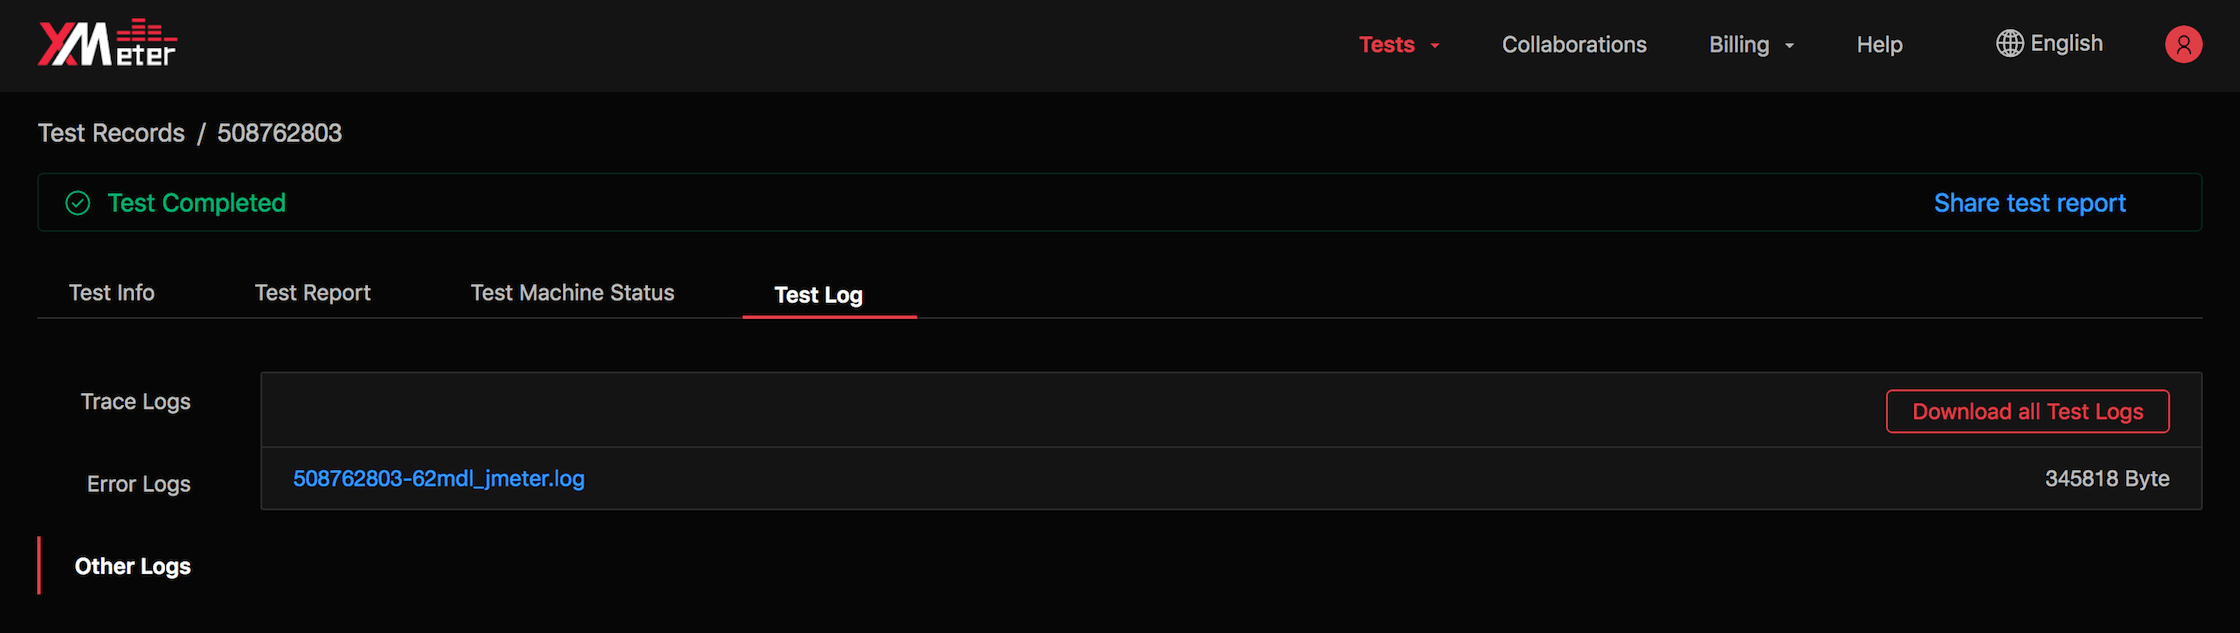 XMeter
Tests
Collaborations
Billing
Help
English
Test Records / 508762803
Test Completed
Share test report
Test Info
Test Report
Test Machine Status
Test Log
Trace Logs
Error Logs
Other Logs
Download all Test Logs
508762803-62mdl_jmeter.log
345818 Byte